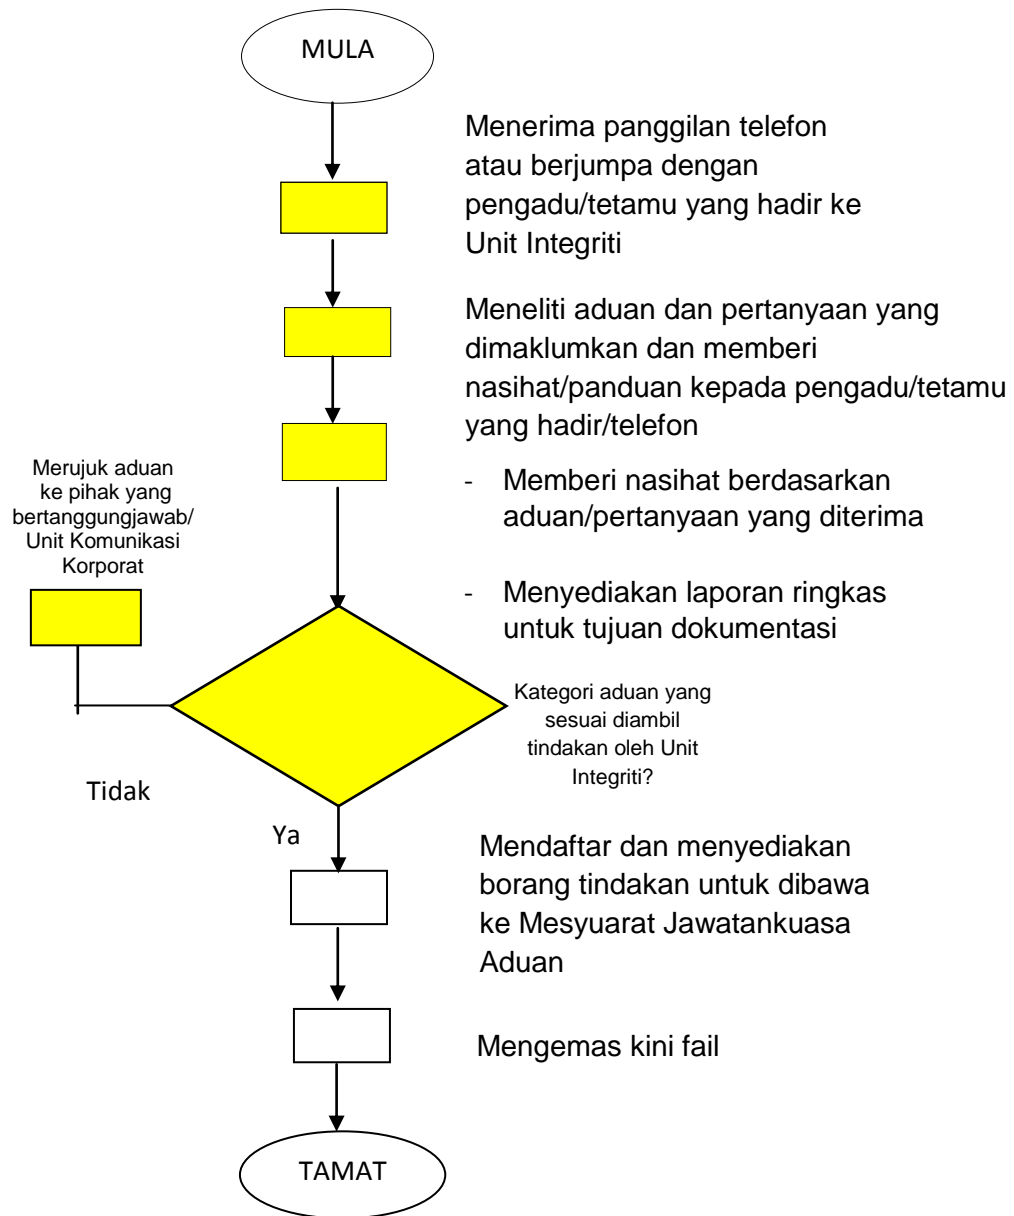 MULA
Menerima panggilan telefon
atau berjumpa dengan
pengadu/tetamu yang hadir ke
Unit Integriti
Meneliti aduan dan pertanyaan yang
dimaklumkan dan memberi
nasihat/panduan kepada pengadu/tetamu
yang hadir/telefon
- Memberi nasihat berdasarkan
aduan/pertanyaan yang diterima
- Menyediakan laporan ringkas
untuk tujuan dokumentasi
Merujuk aduan
ke pihak yang
bertanggungjawab/
Unit Komunikasi
Korporat
Kategori aduan yang
sesuai diambil
tindakan oleh Unit
Integriti?
Tidak
Ya
Mendaftar dan menyediakan
borang tindakan untuk dibawa
ke Mesyuarat Jawatankuasa
Aduan
Mengemas kini fail
TAMAT